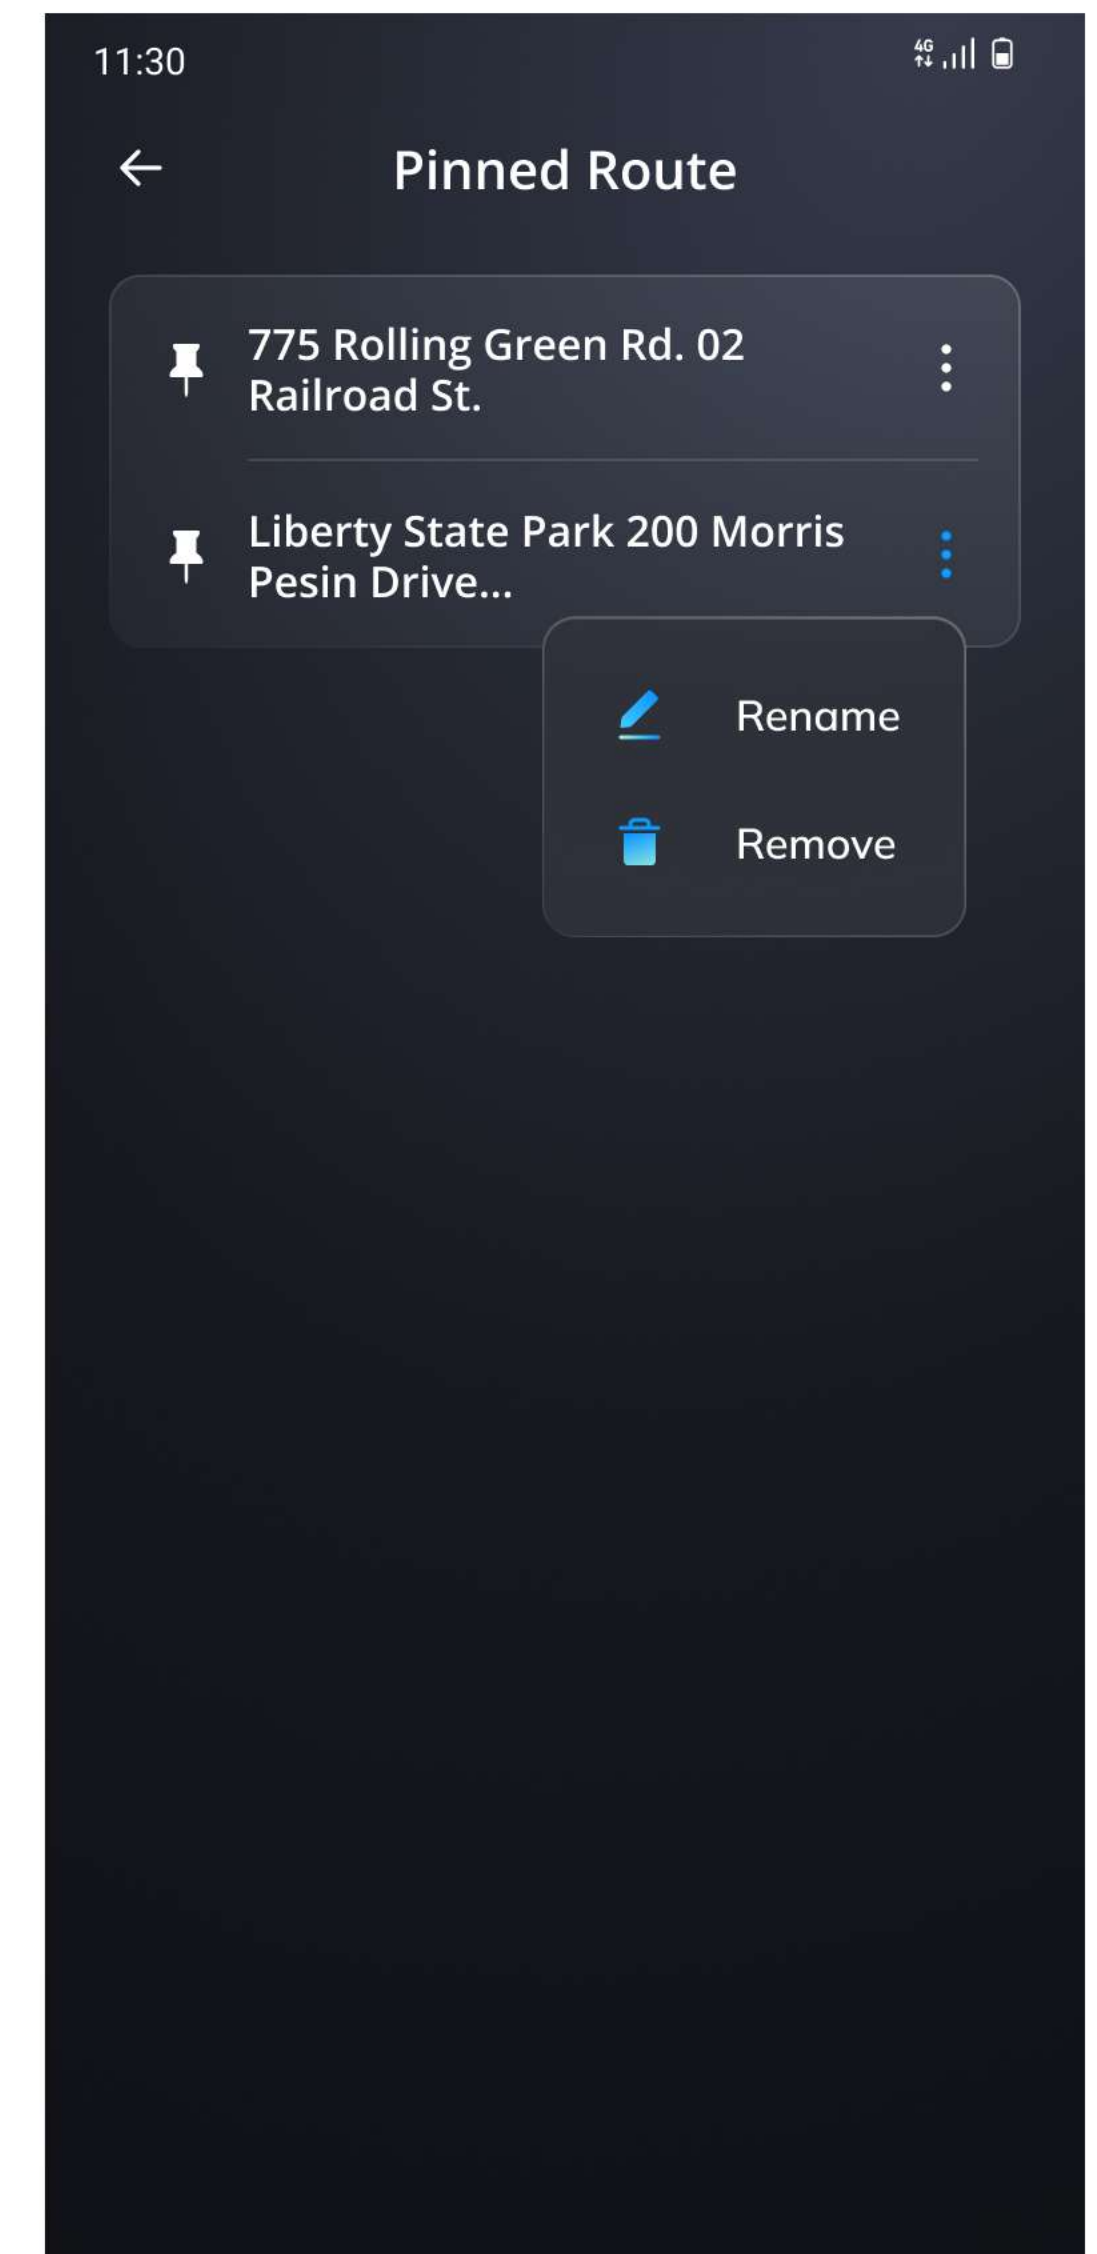 11:30
4G
Pinned Route
775 Rolling Green Rd. 02
Railroad St.
Liberty State Park 200 Morris
Pesin Drive...
Rename
Remove